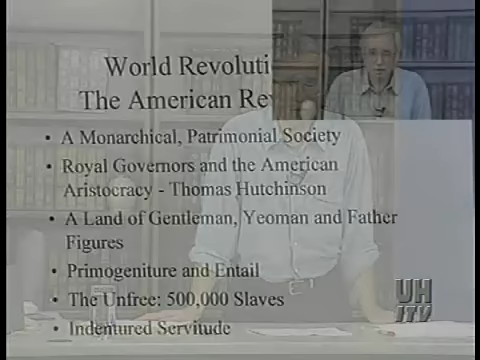 World Revoluti
The American Re
• A Monarchical, Patrimonial Society
• Royal Governors and the American
Aristocracy - Thomas Hutchinson
• A Land of Gentleman, Yeoman and Father
Figures
• Primogeniture and Entail
• The Unfree: 500,000 Slaves
• Indentured Servitude
UH
ITV